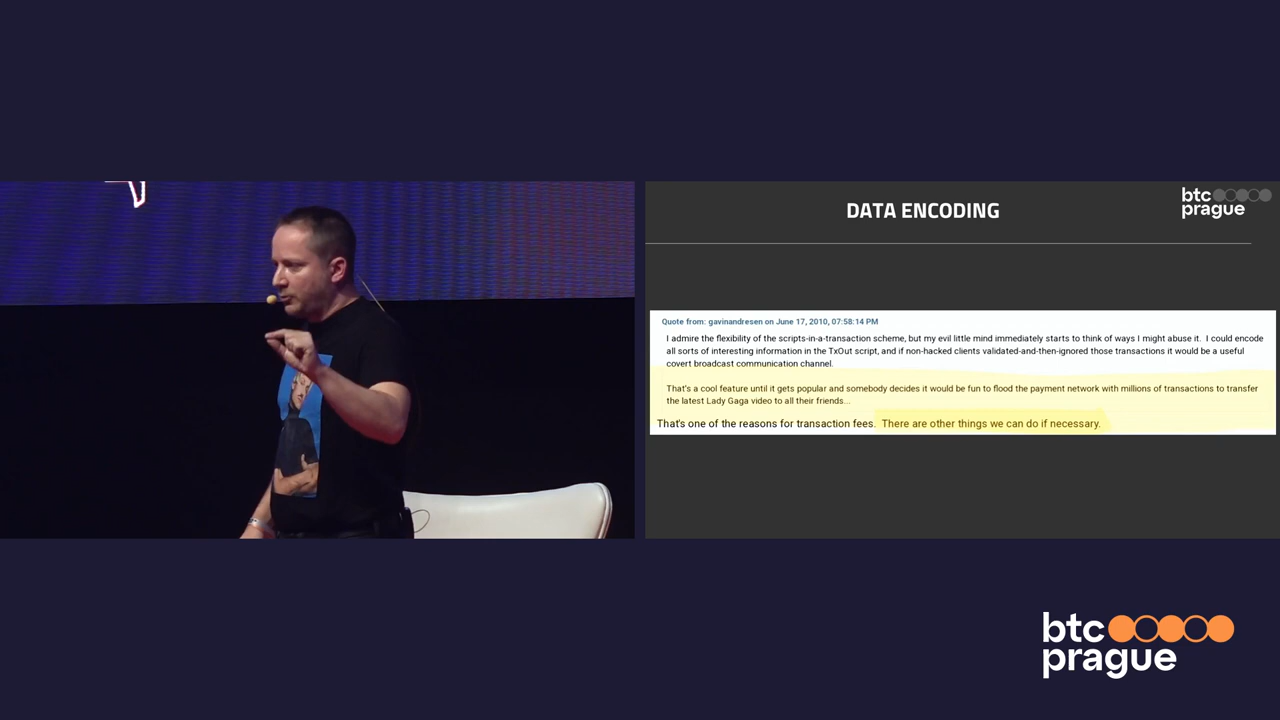 DATA ENCODING
btc
prague
Quote from: gavinandresen on June 17, 2010, 07:58:14 PM
I admire the flexibility of the scripts-in-a-transaction scheme, but my evil little mind immediately starts to think of ways I might abuse it.  I could encode
all sorts of interesting information in the TxOut script, and if non-hacked clients validated-and-then-ignored those transactions it would be a useful
covert broadcast communication channel.
That's a cool feature until it gets popular and somebody decides it would be fun to flood the payment network with millions of transactions to transfer
the latest Lady Gaga video to all their friends...
That's one of the reasons for transaction fees.  There are other things we can do if necessary.
btc
prague